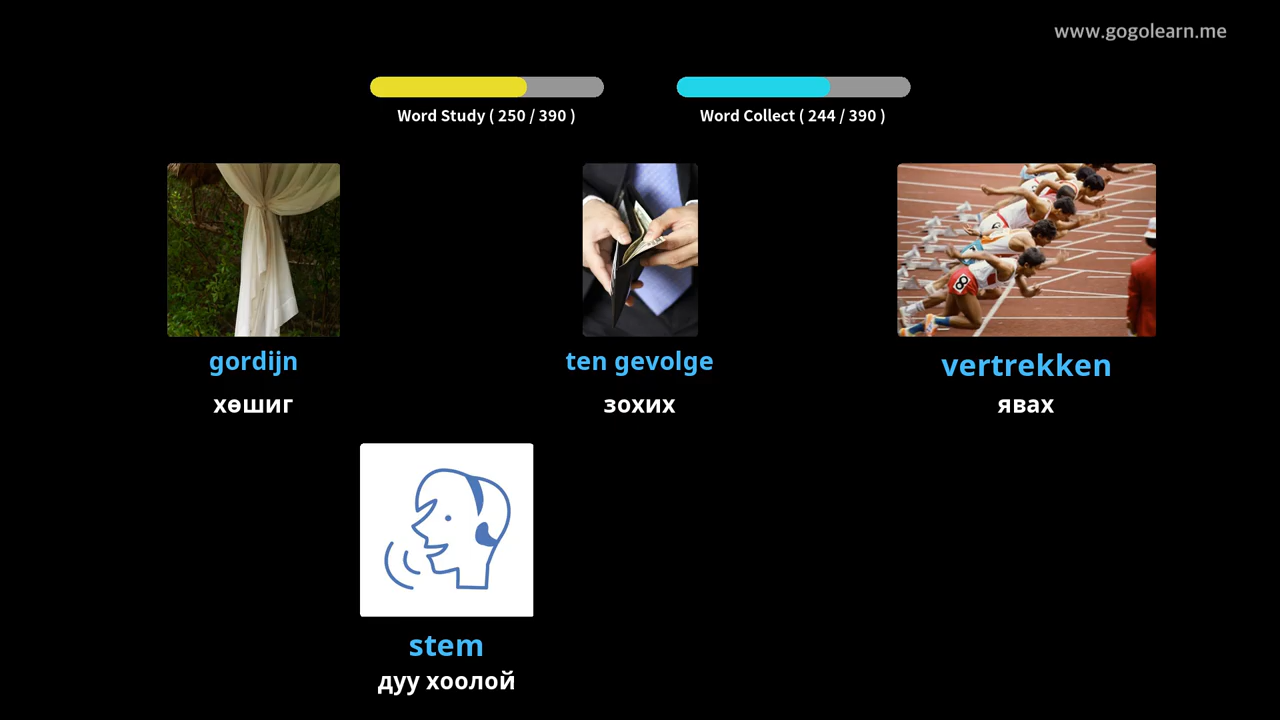 www.gogolearn.me
Word Study ( 250 / 390 )
Word Collect ( 244 / 390 )
gordijn
хөшиг
ten gevolge
зохих
vertrekken
явах
8
stem
дуу хоолой